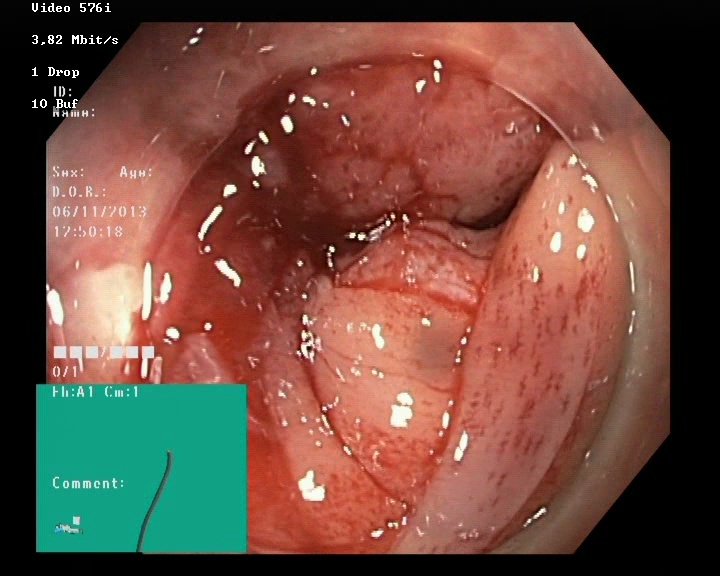 Video 576i
3,82 Mbit/s
1 Drop
ID:
10 Buf
Name:
Sex: Age:
D.O.B.:
06/11/2013
12:50:18
0/1
Eh:A1 Cm:1
Comment: